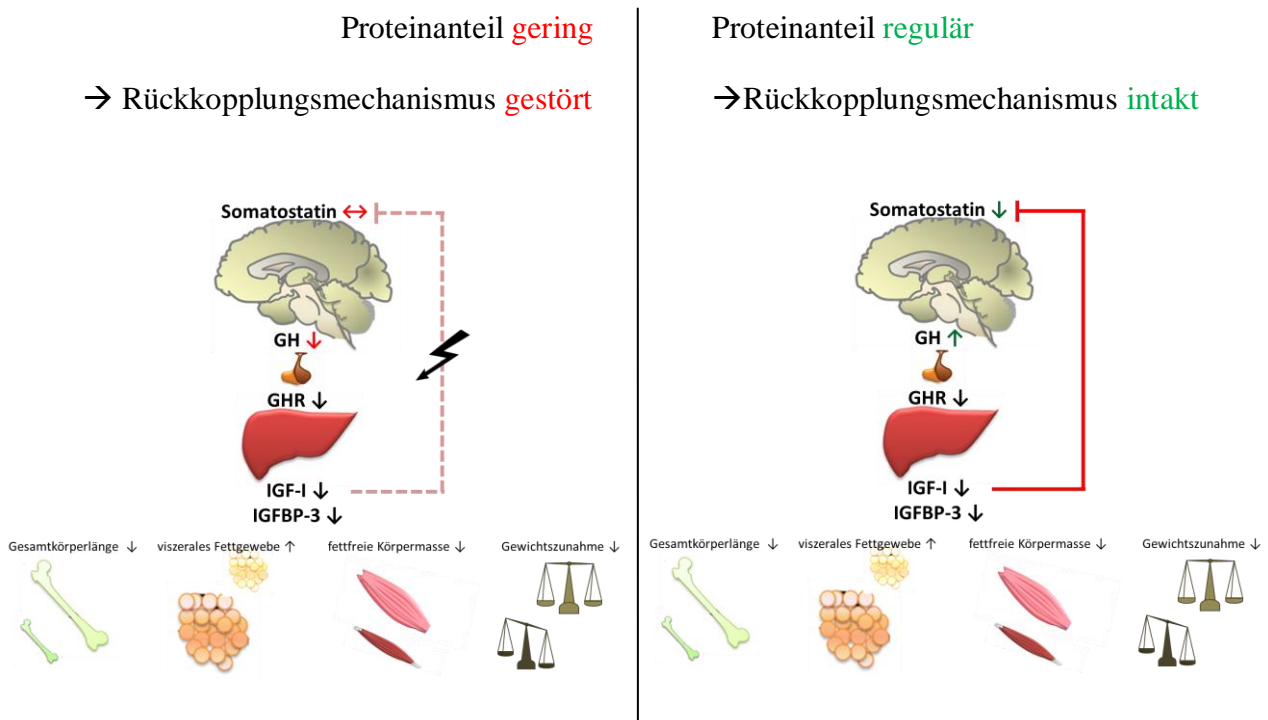 Proteinanteil gering
→ Rückkopplungsmechanismus gestört
Somatostatin ↔
GH ↓
GHR ↓
IGF-I ↓
IGFBP-3 ↓
Gesamtkörperlänge ↓
viszerales Fettgewebe ↑
fettfreie Körpermasse ↓
Gewichtszunahme ↓
Proteinanteil regulär
→Rückkopplungsmechanismus intakt
Somatostatin ↓
GH ↑
GHR ↓
IGF-I ↓
IGFBP-3 ↓
Gesamtkörperlänge ↓
viszerales Fettgewebe ↑
fettfreie Körpermasse ↓
Gewichtszunahme ↓